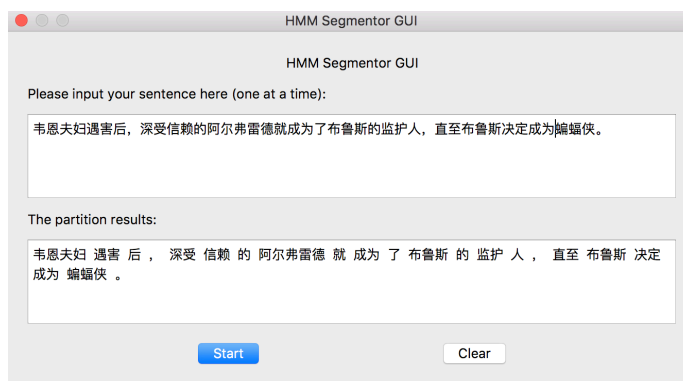 HMM Segmentor GUI
HMM Segmentor GUI
Please input your sentence here (one at a time):
韦恩夫妇遇害后，深受信赖的阿尔弗雷德就成为了布鲁斯的监护人，直至布鲁斯决定成为蝙蝠侠。
The partition results:
韦恩夫妇 遇害 后 ， 深受 信赖 的 阿尔弗雷德 就 成为 了 布鲁斯 的 监护 人 ， 直至 布鲁斯 决定
成为 蝙蝠侠 。
Start Clear